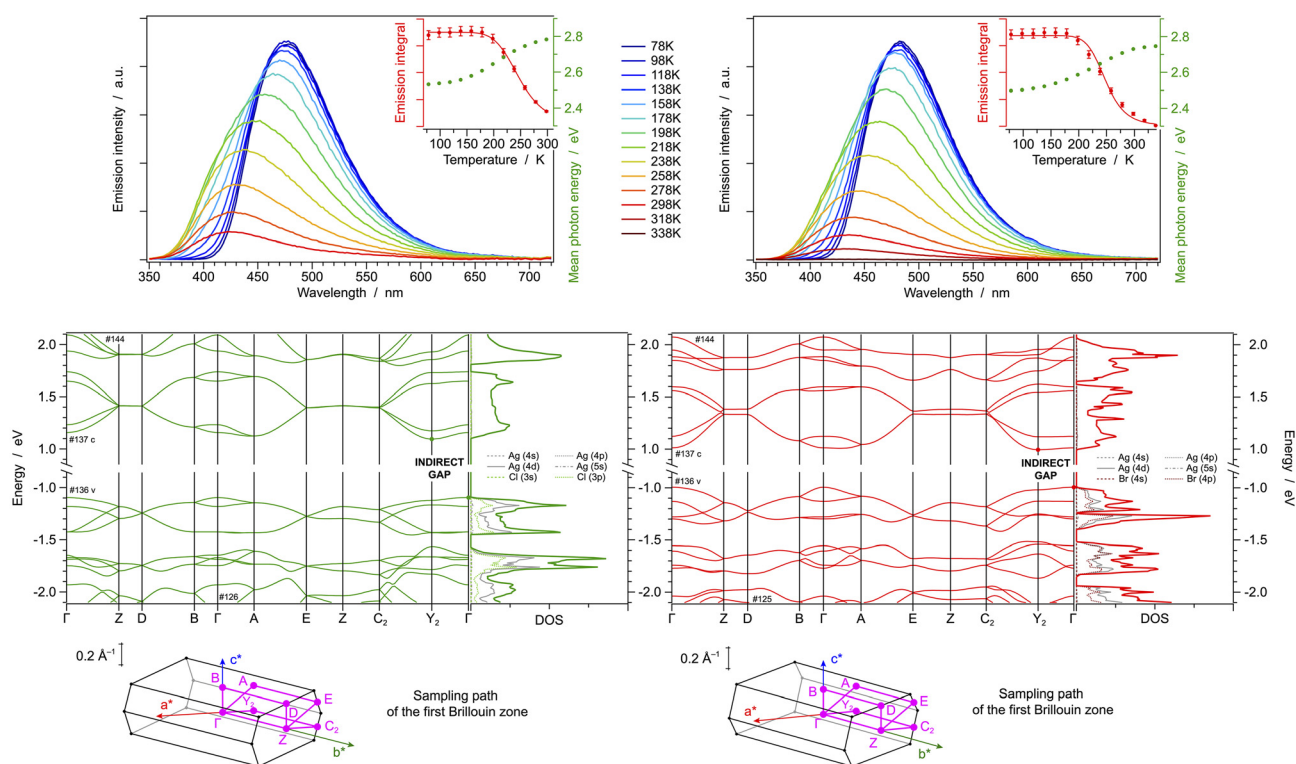 Emission intensity / a.u.
350 400 450 500 550 600 650 700
Wavelength / nm
Emission integral
100 150 200 250 300
Temperature / K
2.8
2.6
2.4
2.2
Mean photon energy / eV
78K
98K
118K
138K
158K
178K
198K
218K
238K
258K
278K
298K
318K
338K
Emission intensity / a.u.
350 400 450 500 550 600 650 700
Wavelength / nm
Emission integral
100 150 200 250 300
Temperature / K
2.8
2.6
2.4
2.2
Mean photon energy / eV
Energy / eV
2.0
1.5
1.0
-1.0
-1.5
-2.0
#144
#137 c
#136 v
#126
INDIRECT
GAP
Ag (4s) Ag (4p)
Ag (4d) Ag (5s)
Cl (3s) Cl (3p)
Γ Z D B Γ A E Z C2 Y2 Γ DOS
#144
#137 c
#136 v
#125
INDIRECT
GAP
Ag (4s) Ag (4p)
Ag (4d) Ag (5s)
Br (4s) Br (4p)
Γ Z D B Γ A E Z C2 Y2 Γ DOS
2.0
1.5
1.0
-1.0
-1.5
-2.0
Energy / eV
0.2 Å⁻¹
c*
B A E
Y2 D
a* Γ C2
Z
b*
Sampling path
of the first Brillouin zone
0.2 Å⁻¹
c*
B A E
Y2 D
a* Γ C2
Z
b*
Sampling path
of the first Brillouin zone